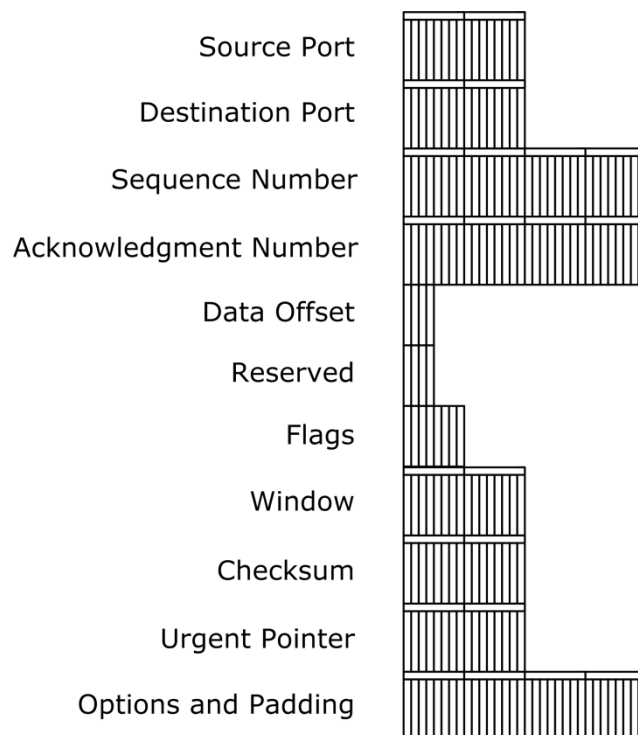 Source Port
Destination Port
Sequence Number
Acknowledgment Number
Data Offset
Reserved
Flags
Window
Checksum
Urgent Pointer
Options and Padding